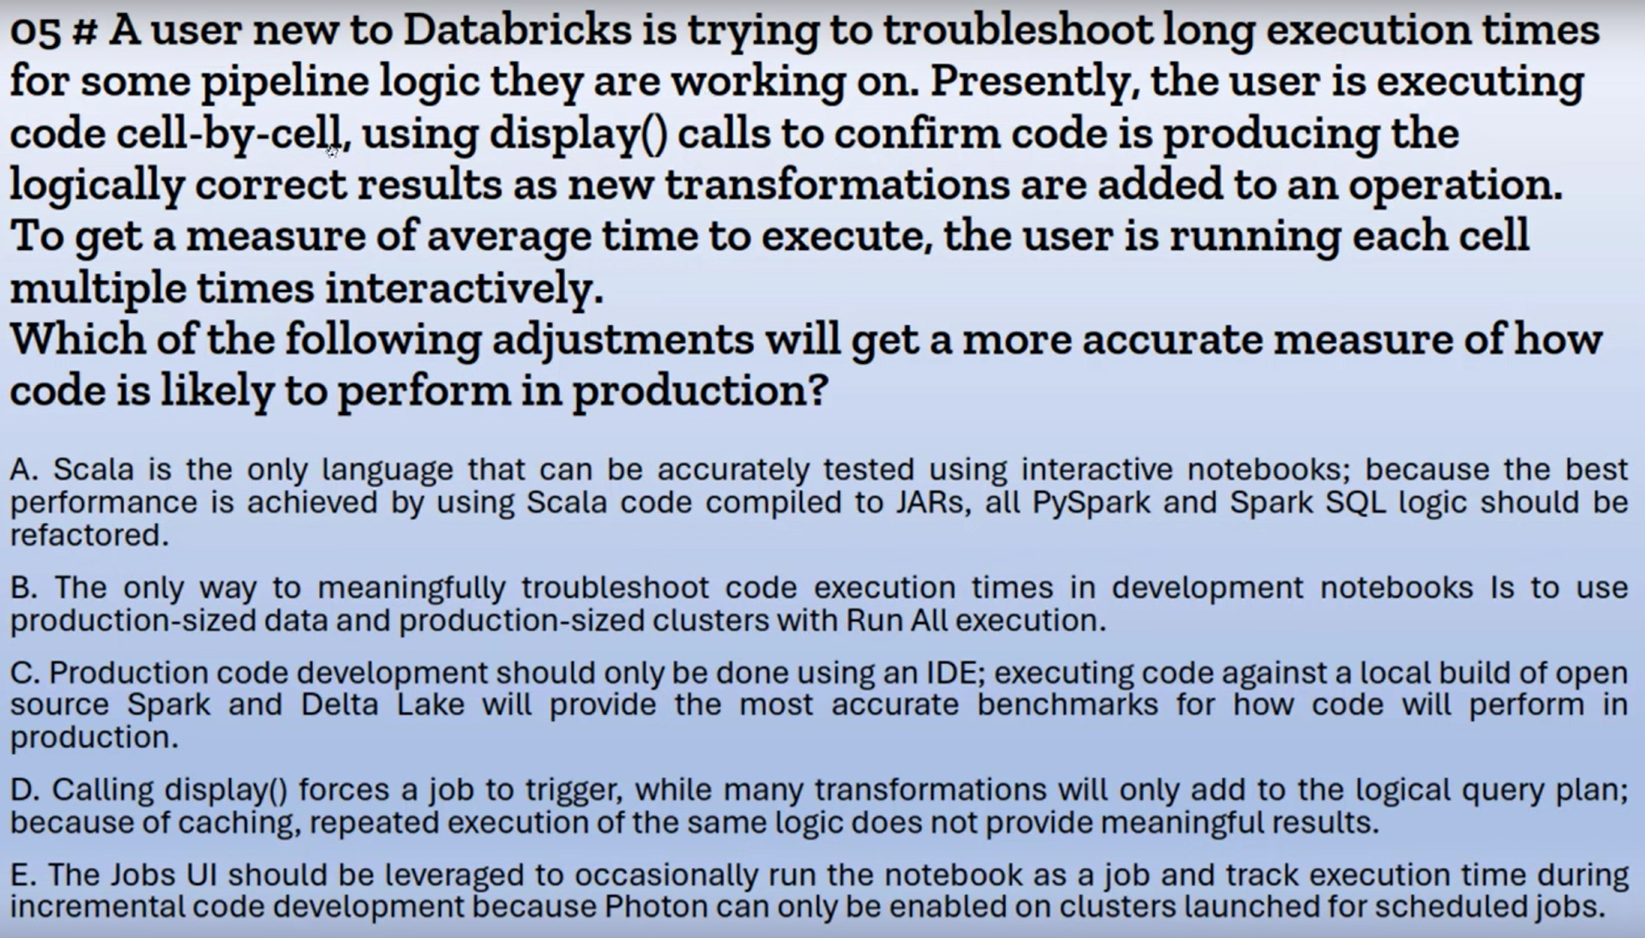 05 # A user new to Databricks is trying to troubleshoot long execution times
for some pipeline logic they are working on. Presently, the user is executing
code cell-by-cell, using display() calls to confirm code is producing the
logically correct results as new transformations are added to an operation.
To get a measure of average time to execute, the user is running each cell
multiple times interactively.
Which of the following adjustments will get a more accurate measure of how
code is likely to perform in production?
A. Scala is the only language that can be accurately tested using interactive notebooks; because the best
performance is achieved by using Scala code compiled to JARs, all PySpark and Spark SQL logic should be
refactored.
B. The only way to meaningfully troubleshoot code execution times in development notebooks Is to use
production-sized data and production-sized clusters with Run All execution.
C. Production code development should only be done using an IDE; executing code against a local build of open
source Spark and Delta Lake will provide the most accurate benchmarks for how code will perform in
production.
D. Calling display() forces a job to trigger, while many transformations will only add to the logical query plan;
because of caching, repeated execution of the same logic does not provide meaningful results.
E. The Jobs UI should be leveraged to occasionally run the notebook as a job and track execution time during
incremental code development because Photon can only be enabled on clusters launched for scheduled jobs.